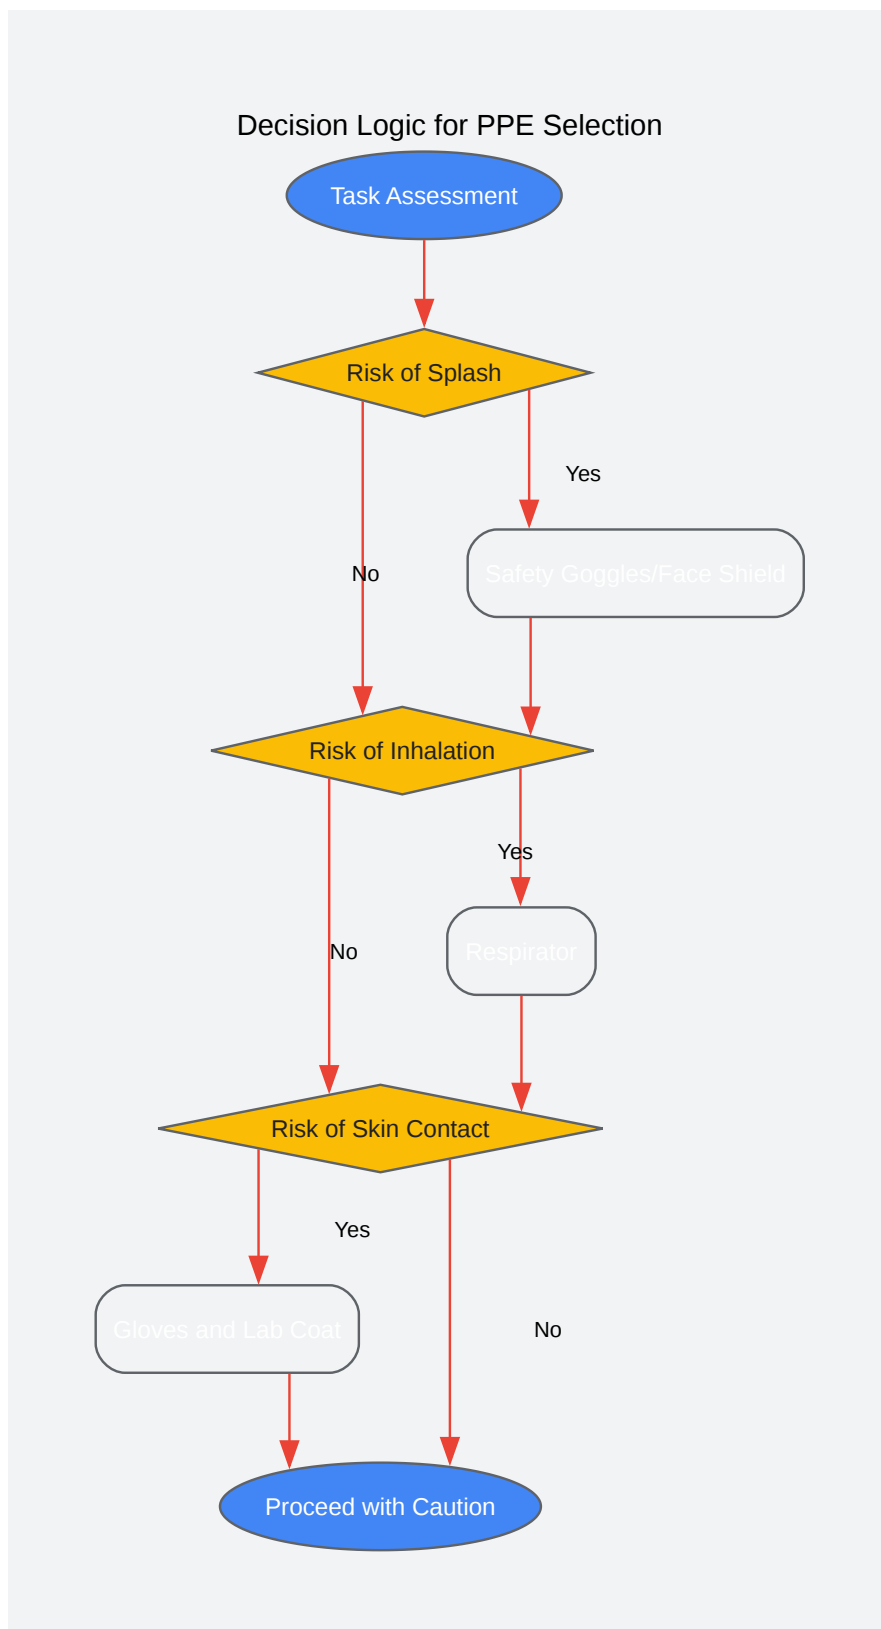 Decision Logic for PPE Selection
Task Assessment
Risk of Splash
Yes
No
Safety Goggles/Face Shield
Risk of Inhalation
Yes
No
Respirator
Risk of Skin Contact
Yes
Gloves and Lab Coat
No
Proceed with Caution